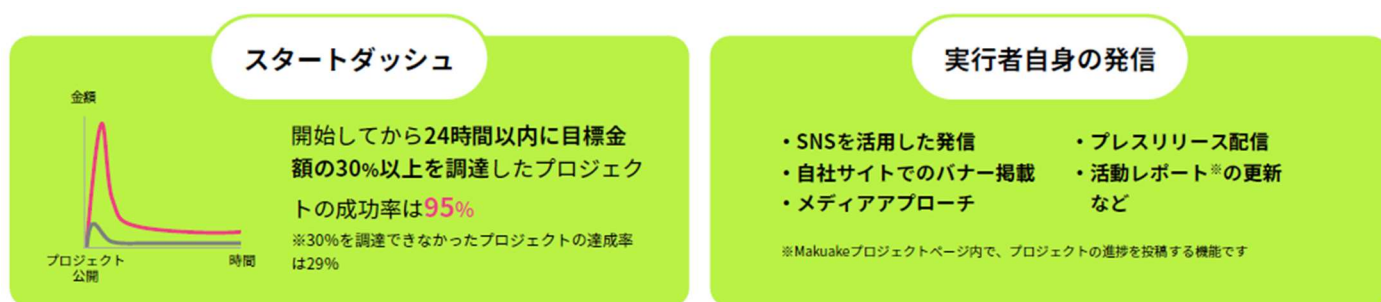 スタートダッシュ
金額
プロジェクト
公開
時間
開始してから24時間以内に目標金
額の30%以上を調達したプロジェク
トの成功率は95%
※30%を調達できなかったプロジェクトの達成率
は29%
実行者自身の発信
・SNSを活用した発信
・自社サイトでのバナー掲載
・メディアアプローチ
・プレスリリース配信
・活動レポート※の更新
など
※Makuakeプロジェクトページ内で、プロジェクトの進捗を投稿する機能です